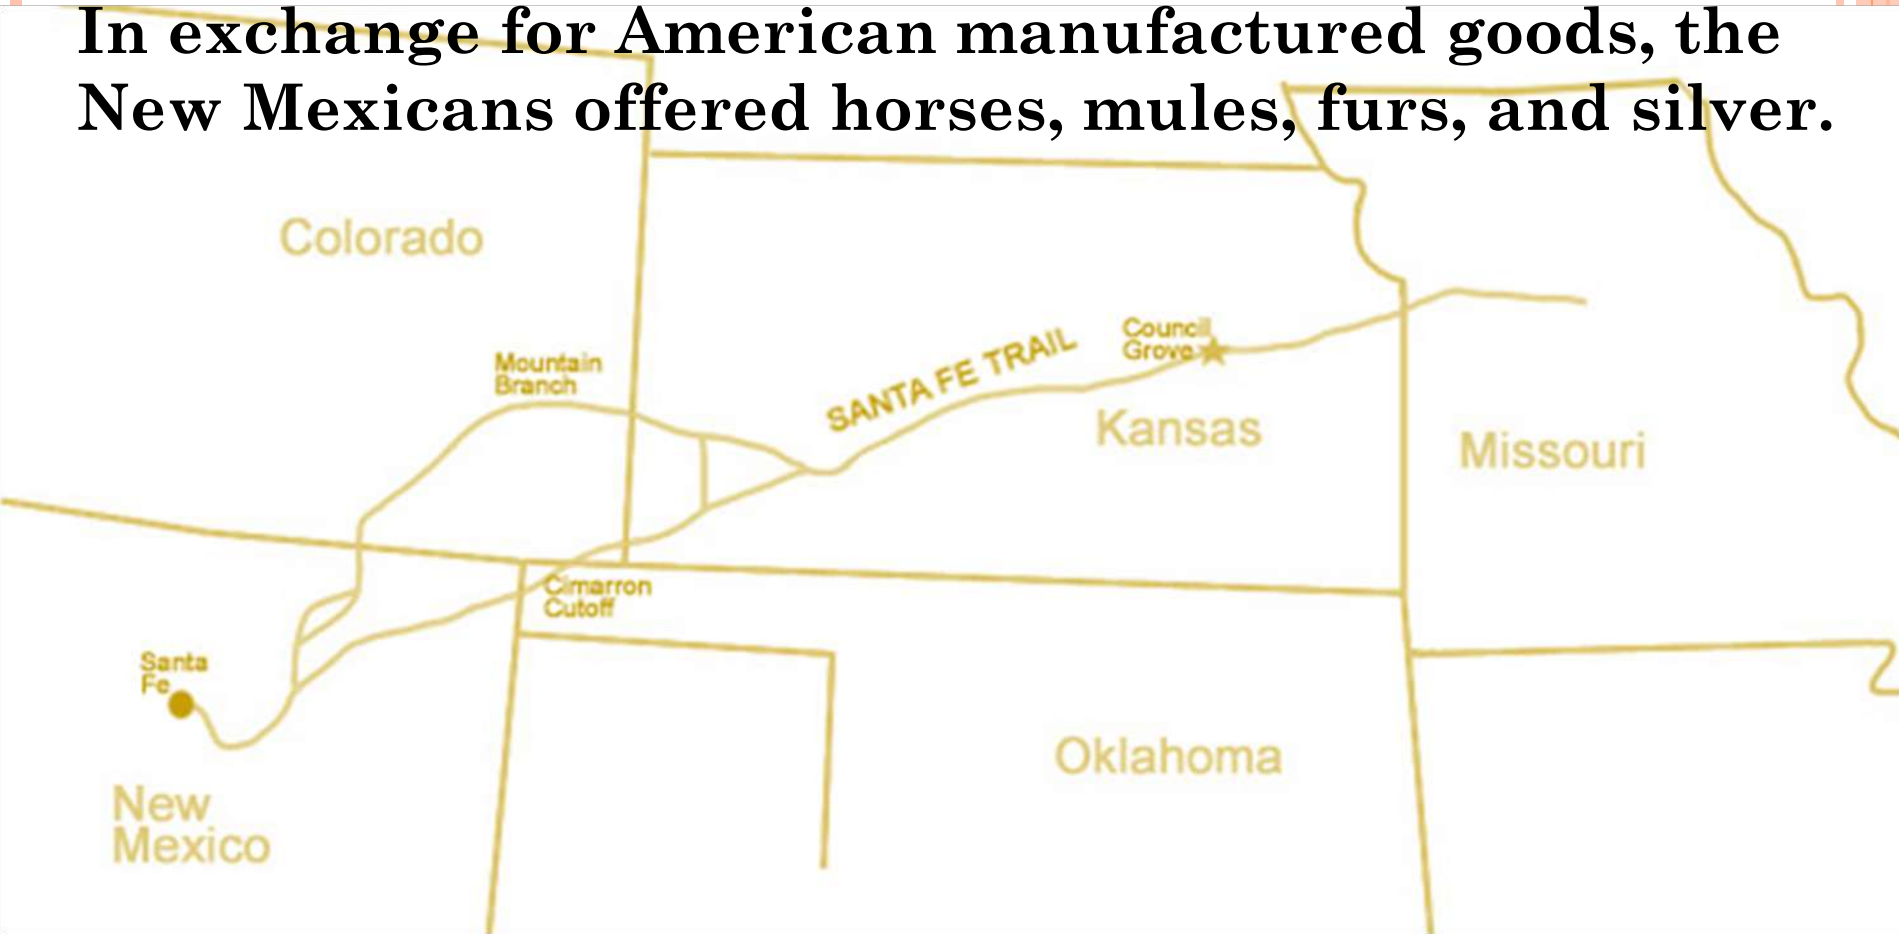 In exchange for American manufactured goods, the
New Mexicans offered horses, mules, furs, and silver.
Colorado
Council
Grove
Mountain
Branch
SANTA FE TRAIL
Kansas
Missouri
Cimarron
Cutoff
Santa
Fe
Oklahoma
New
Mexico